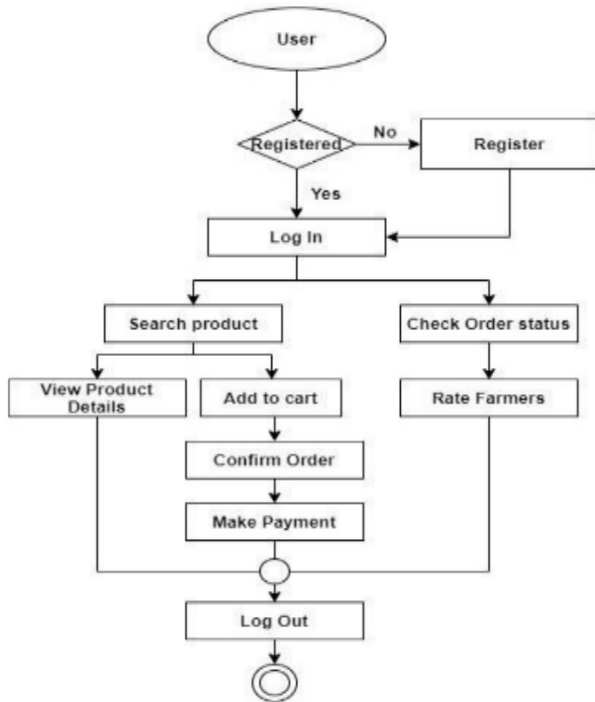 User
Registered
No
Register
Yes
Log In
Search product
Check Order status
View Product
Details
Add to cart
Rate Farmers
Confirm Order
Make Payment
Log Out